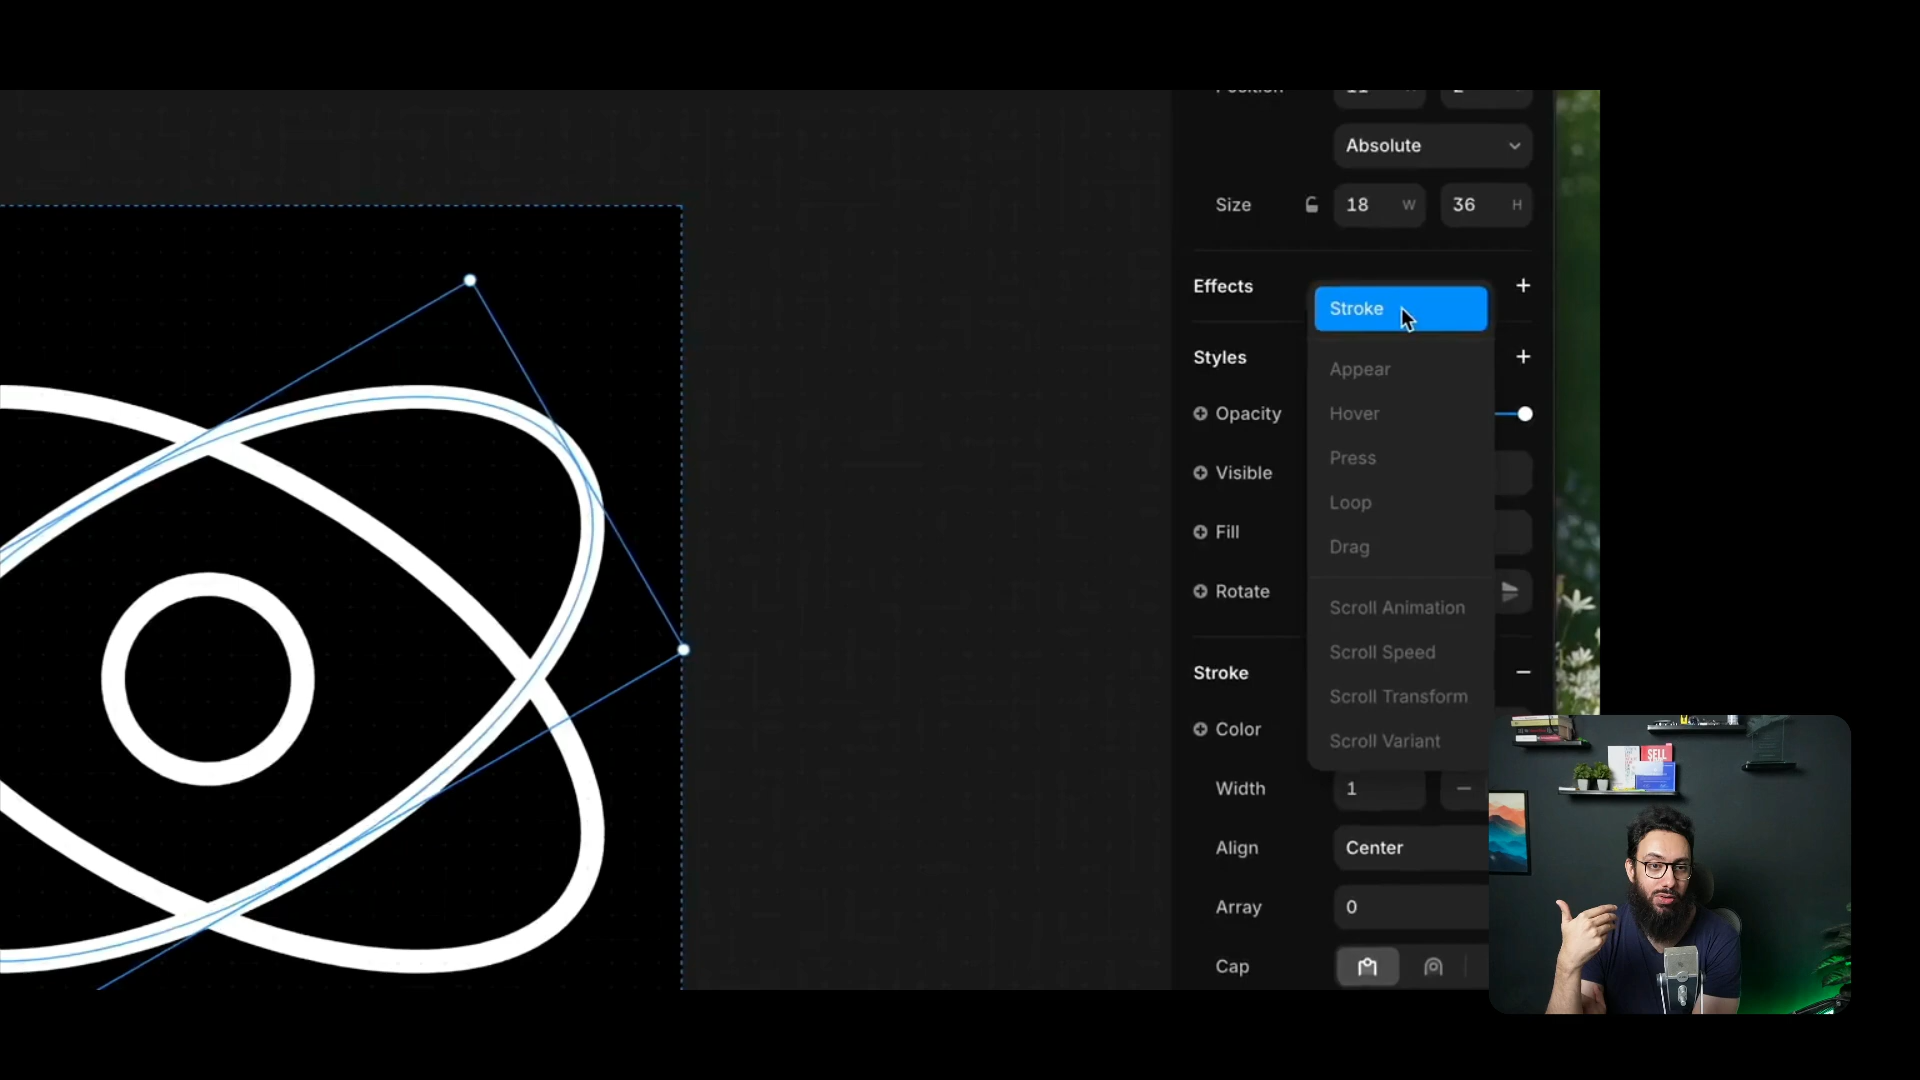 Absolute
Size 18 W 36 H
Effects
Stroke
Styles
Appear
Opacity
Hover
Press
Visible
Loop
Fill
Drag
Rotate
Scroll Animation
Scroll Speed
Stroke
Scroll Transform
Color
Scroll Variant
Width 1
Align Center
Array 0
Cap
SELL